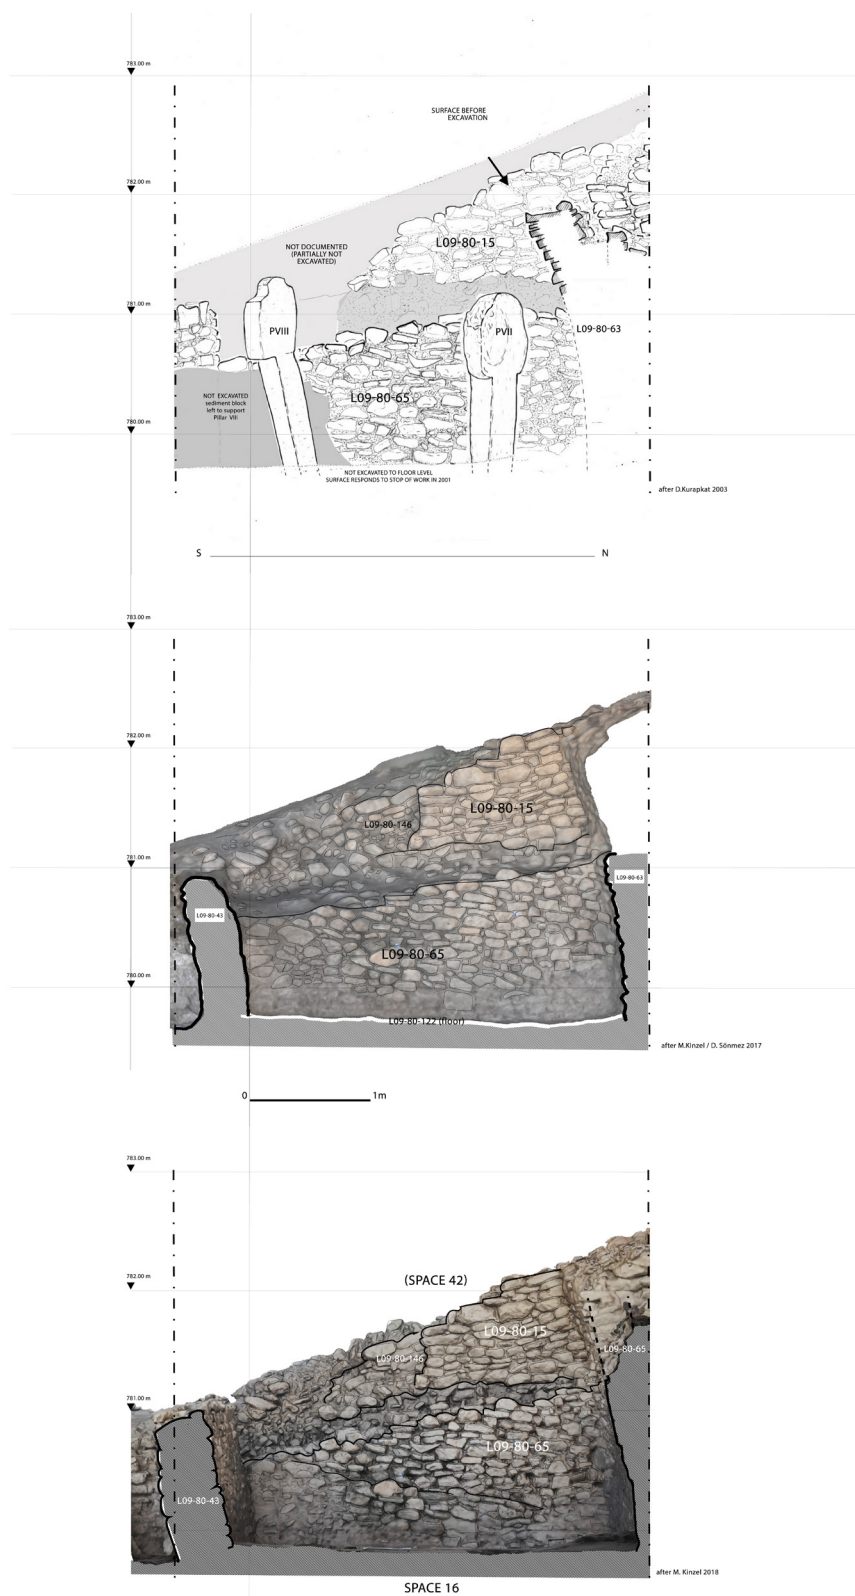 783.00 m
SURFACE BEFORE
EXCAVATION
782.00 m
NOT DOCUMENTED
(PARTIALLY NOT
EXCAVATED)
L09-80-15
781.00 m
PVIII
PVII
L09-80-63
NOT EXCAVATED
sediment block
left to support
Pillar VIII
L09-80-65
780.00 m
NOT EXCAVATED TO FLOOR LEVEL
SURFACE RESPONDS TO STOP OF WORK IN 2001
after D.Kurapkat 2003
S
N
783.00 m
782.00 m
L09-80-15
L09-80-146
781.00 m
L09-80-63
L09-80-43
L09-80-65
780.00 m
L09-80-122 (floor)
after M.Kinzel / D. Sönmez 2017
0
1m
783.00 m
782.00 m
(SPACE 42)
L09-80-15
L09-80-146
L09-80-65
781.00 m
L09-80-65
L09-80-43
after M. Kinzel 2018
SPACE 16